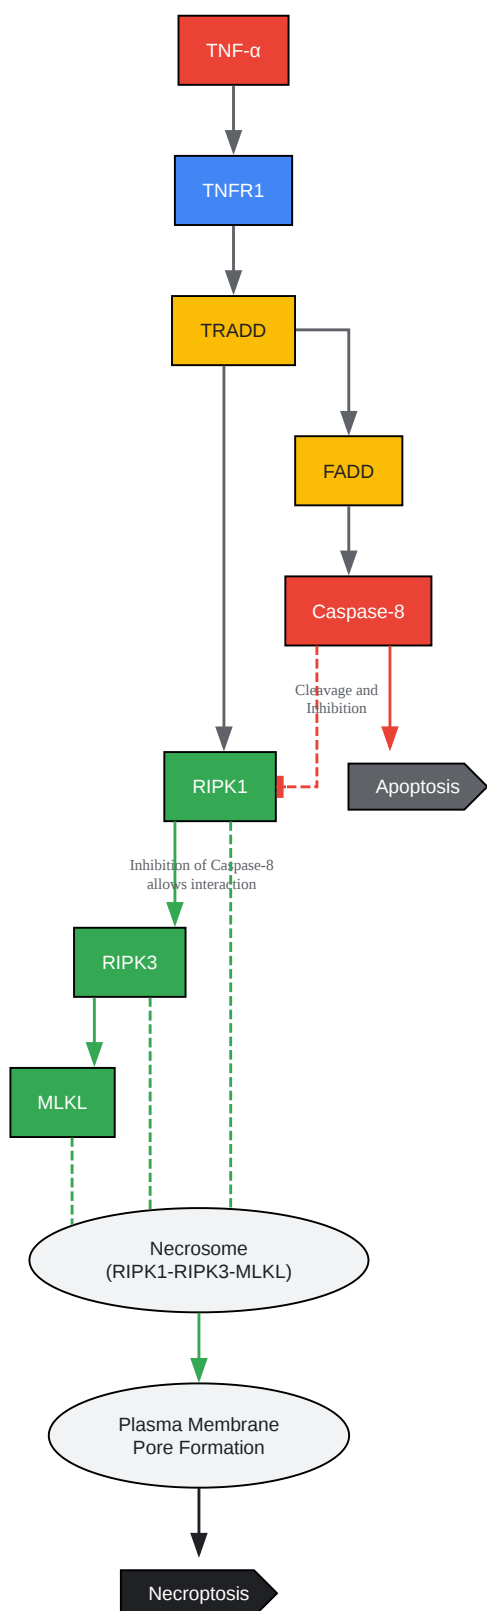 TNF-α
TNFR1
TRADD
FADD
Caspase-8
Cleavage and
Inhibition
RIPK1
Apoptosis
Inhibition of Caspase-8
allows interaction
RIPK3
MLKL
Necrosome
(RIPK1-RIPK3-MLKL)
Plasma Membrane
Pore Formation
Necroptosis